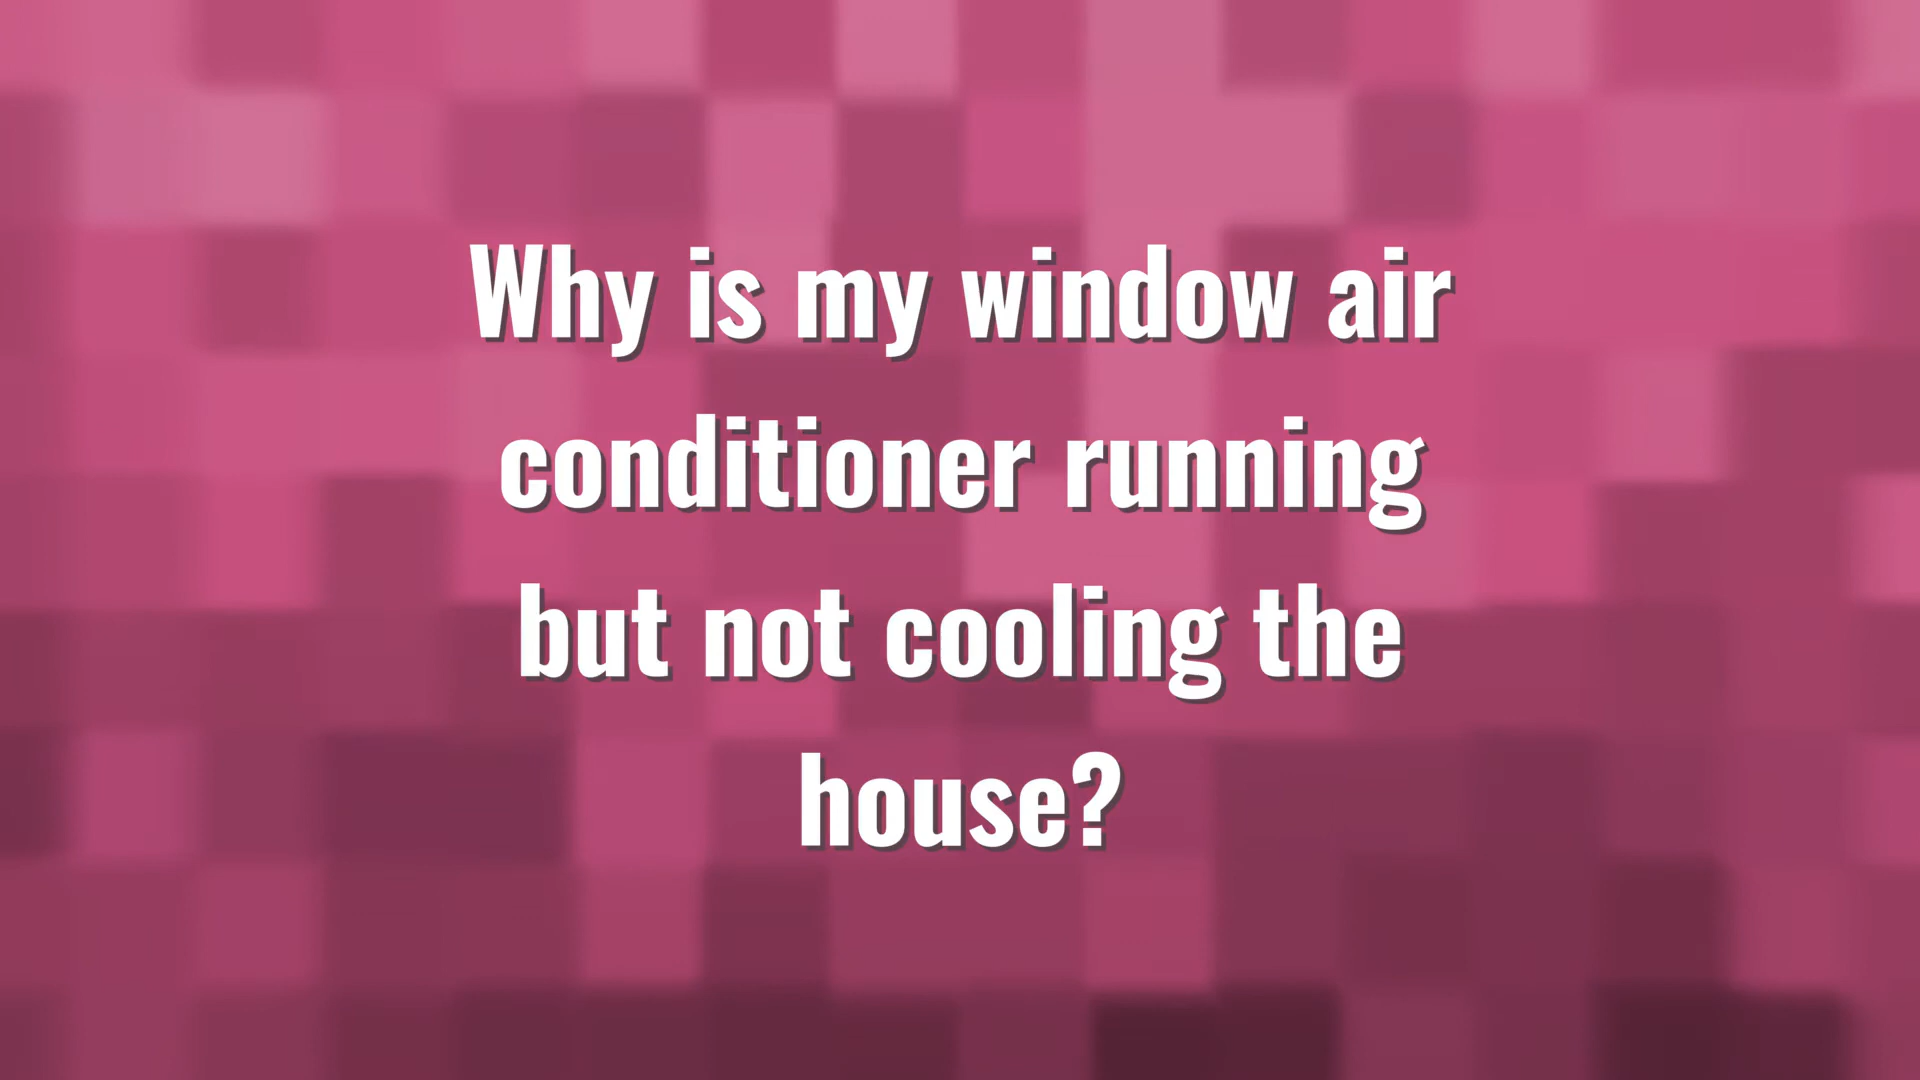 Why is my window air
conditioner running
but not cooling the
house?